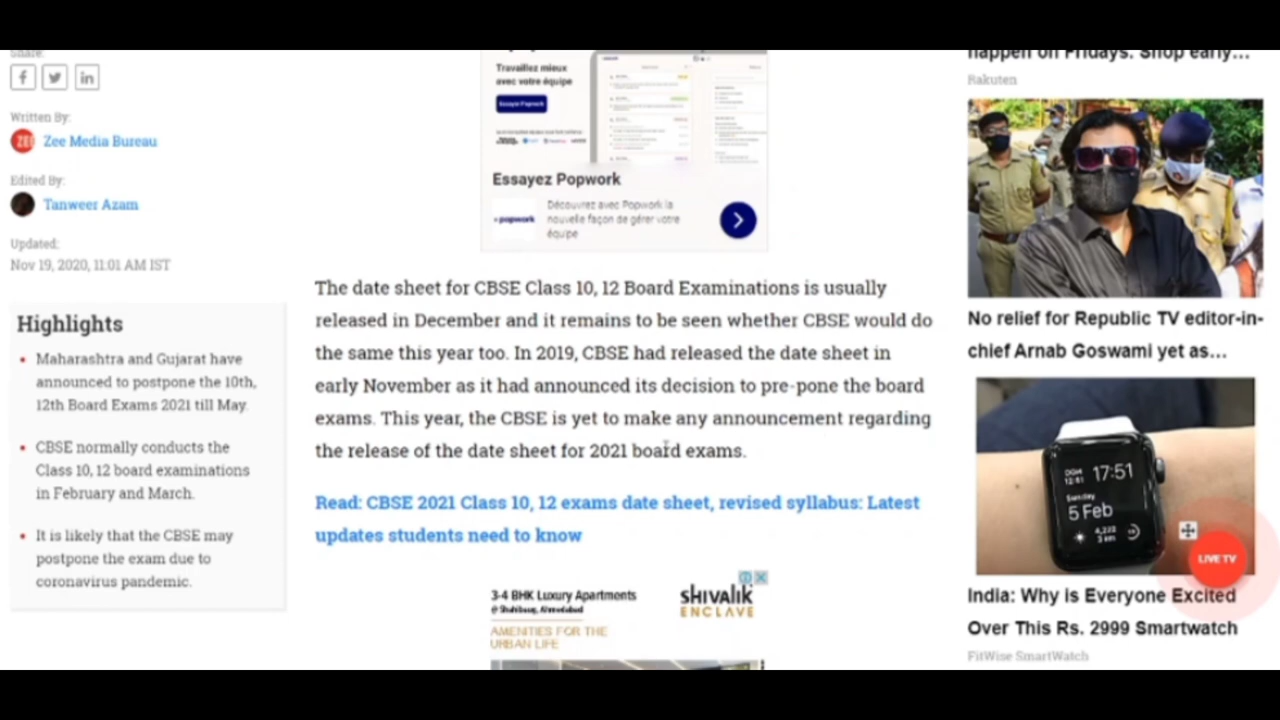 Share:
Written By:
ZEE Zee Media Bureau
Edited By:
Tanweer Azam
Updated:
Nov 19, 2020, 11:01 AM IST
Highlights
Maharashtra and Gujarat have
announced to postpone the 10th,
12th Board Exams 2021 till May.
CBSE normally conducts the
Class 10, 12 board examinations
in February and March.
It is likely that the CBSE may
postpone the exam due to
coronavirus pandemic.
Travaillez mieux
avec votre équipe
Essayez Popwork
Essayez Popwork
popwork
Découvrez avec Popwork la
nouvelle façon de gérer votre
équipe
The date sheet for CBSE Class 10, 12 Board Examinations is usually
released in December and it remains to be seen whether CBSE would do
the same this year too. In 2019, CBSE had released the date sheet in
early November as it had announced its decision to pre-pone the board
exams. This year, the CBSE is yet to make any announcement regarding
the release of the date sheet for 2021 board exams.
Read: CBSE 2021 Class 10, 12 exams date sheet, revised syllabus: Latest
updates students need to know
3-4 BHK Luxury Apartments
@ Shahibaug, Ahmedabad
AMENITIES FOR THE
URBAN LIFE
SHIVALIK
ENCLAVE
happen on Fridays. Shop early...
Rakuten
No relief for Republic TV editor-in-
chief Arnab Goswami yet as...
17:51
Sunday
5 Feb
LIVE TV
India: Why is Everyone Excited
Over This Rs. 2999 Smartwatch
FitWise SmartWatch